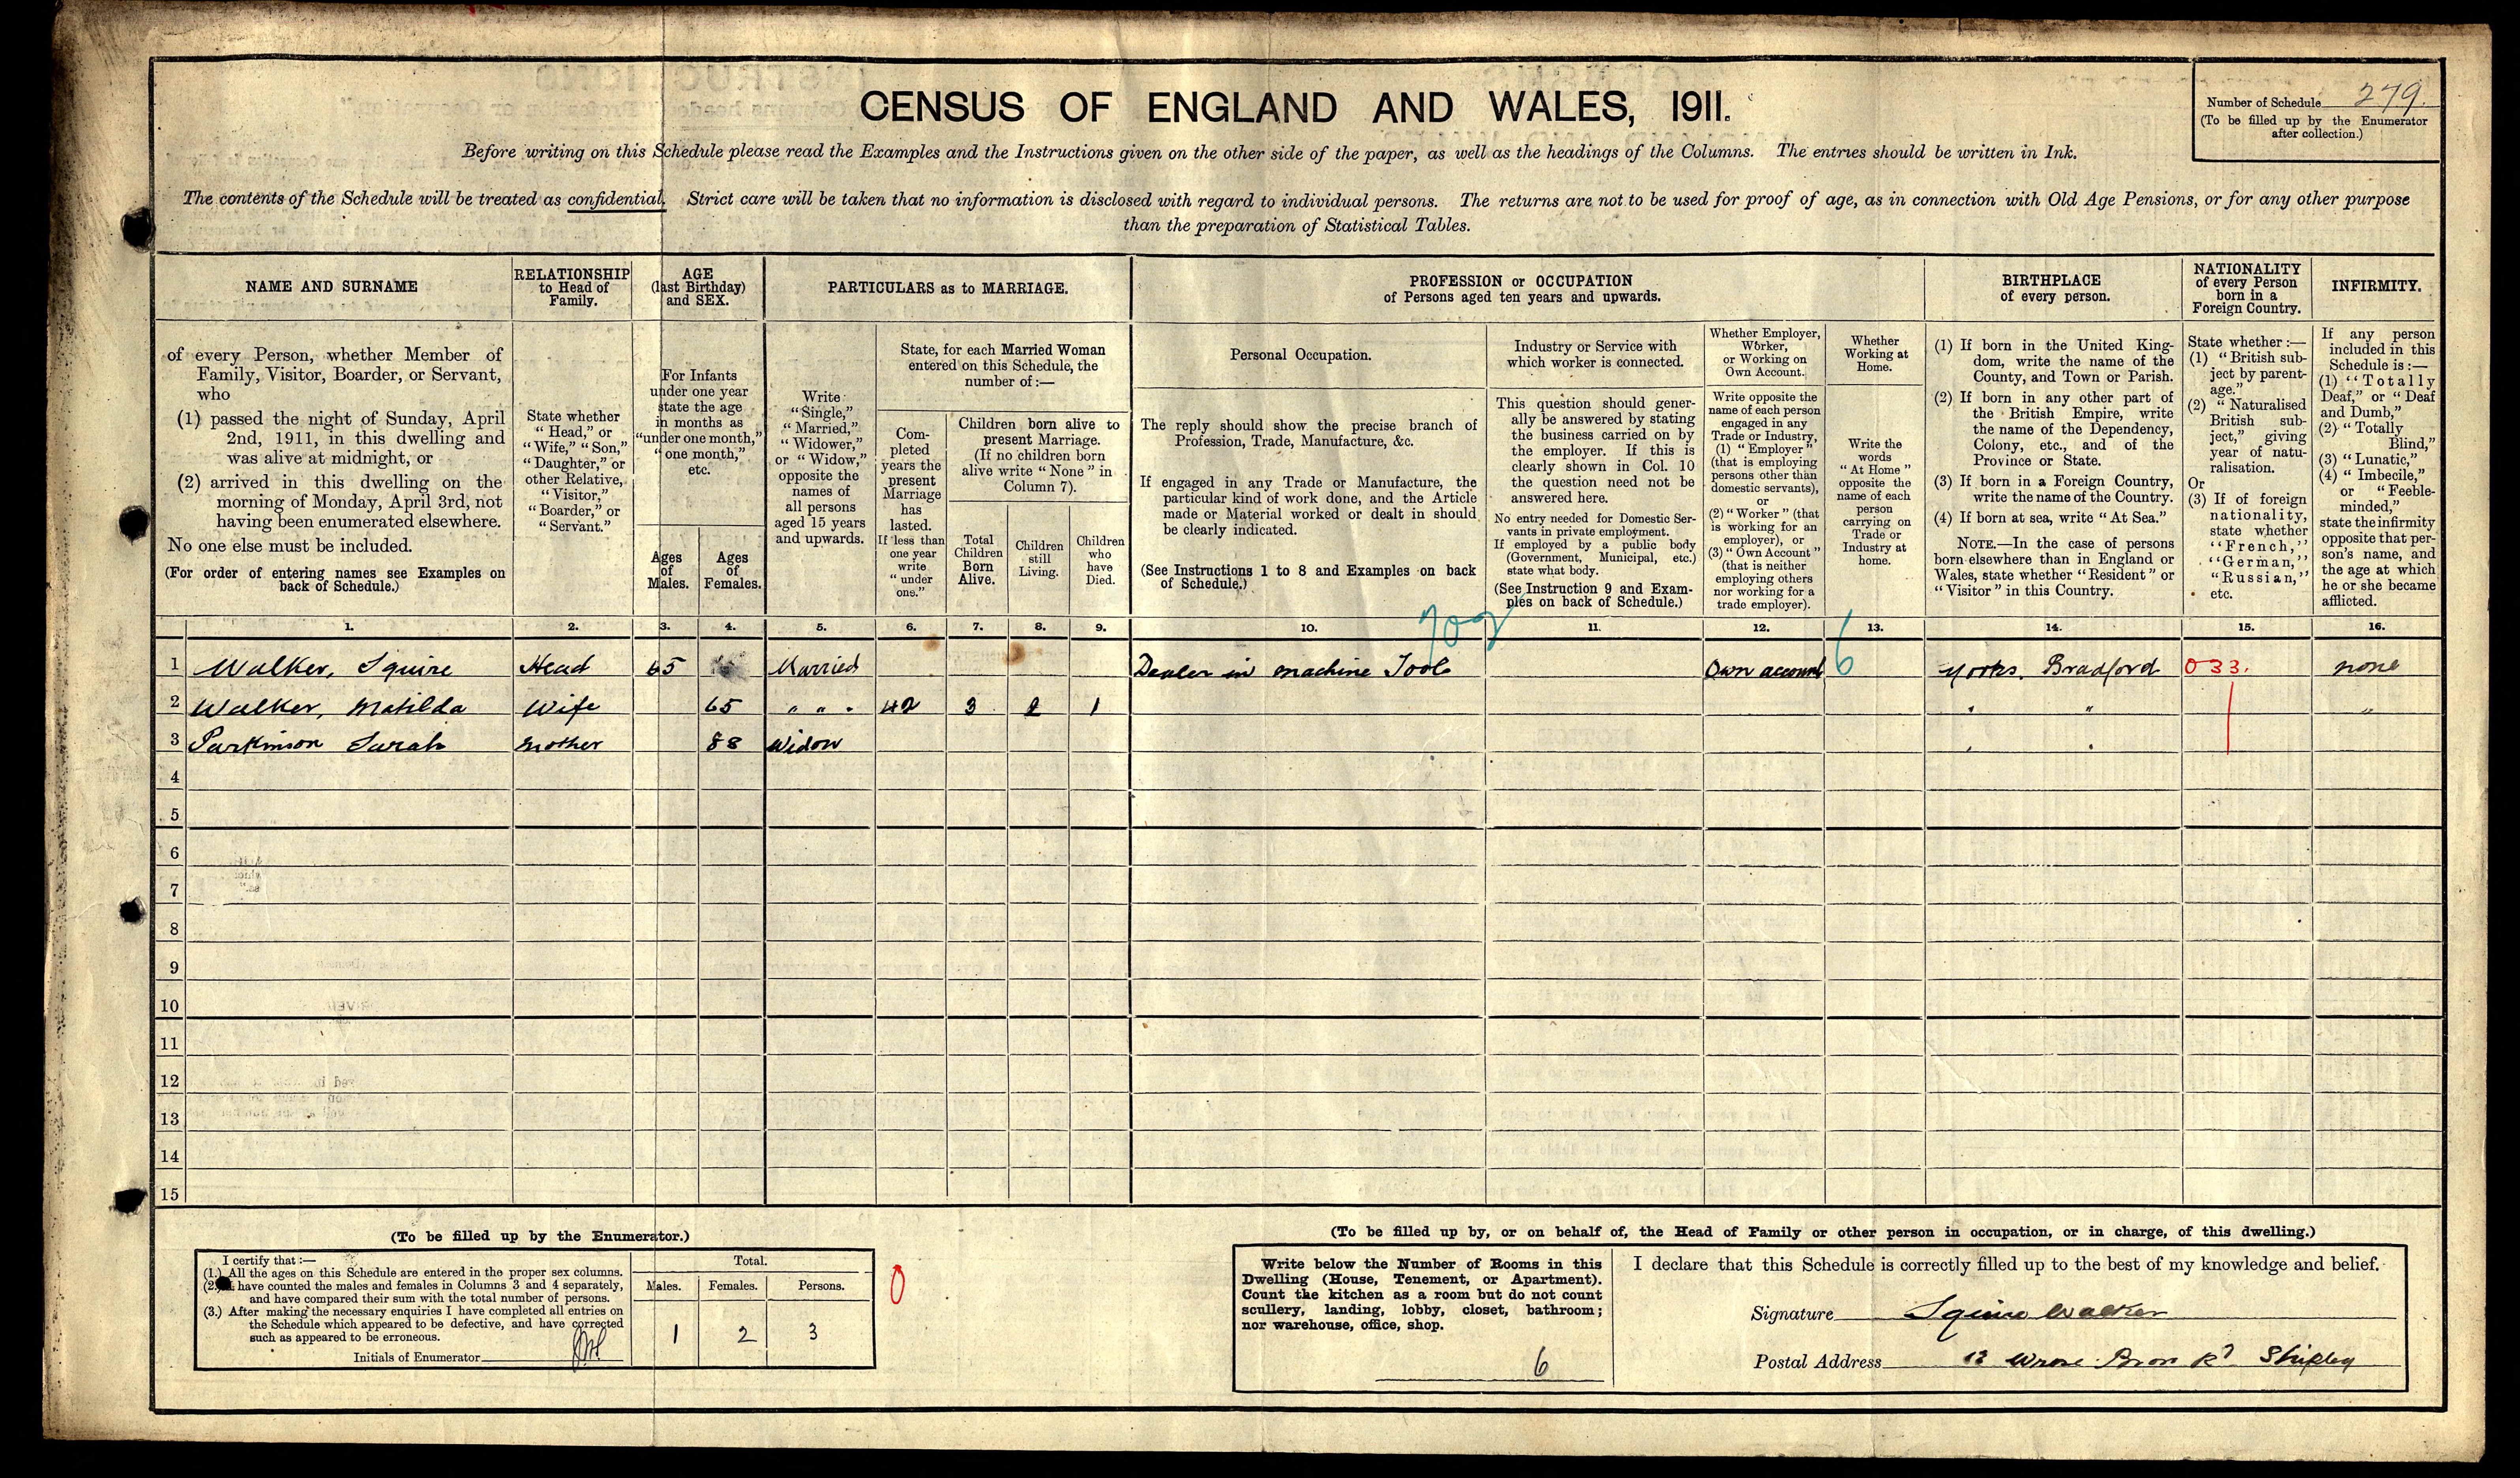 CENSUS OF ENGLAND AND WALES, 1911.
Number of Schedule 279.
(To be filled up by the Enumerator
after collection.)
Before writing on this Schedule please read the Examples and the Instructions given on the other side of the paper, as well as the headings of the Columns. The entries should be written in Ink.
The contents of the Schedule will be treated as confidential. Strict care will be taken that no information is disclosed with regard to individual persons. The returns are not to be used for proof of age, as in connection with Old Age Pensions, or for any other purpose
than the preparation of Statistical Tables.
NAME AND SURNAME
of every Person, whether Member of
Family, Visitor, Boarder, or Servant,
who
(1) passed the night of Sunday, April
2nd, 1911, in this dwelling and
was alive at midnight, or
(2) arrived in this dwelling on the
morning of Monday, April 3rd, not
having been enumerated elsewhere.
No one else must be included.
(For order of entering names see Examples on
back of Schedule.)
RELATIONSHIP
to Head of
Family.
State whether
"Head," or
"Wife," "Son,"
"Daughter," or
other Relative,
"Visitor,"
"Boarder," or
"Servant."
AGE
(last Birthday)
and SEX.
For Infants
under one year
state the age
in months as
"under one month,"
"one month,"
etc.
Ages
of
Males.
Ages
of
Females.
PARTICULARS as to MARRIAGE.
Write
"Single,"
"Married,"
"Widower,"
or "Widow,"
opposite the
names of
all persons
aged 15 years
and upwards.
State, for each Married Woman
entered on this Schedule, the
number of:—
Com-
pleted
years the
present
Marriage
has
lasted.
If less than
one year
write
"under
one."
Children born alive to
present Marriage.
(If no children born
alive write "None" in
Column 7).
Total
Children
Born
Alive.
Children
still
Living.
Children
who
have
Died.
PROFESSION or OCCUPATION
of Persons aged ten years and upwards.
Personal Occupation.
The reply should show the precise branch of
Profession, Trade, Manufacture, &c.
If engaged in any Trade or Manufacture, the
particular kind of work done, and the Article
made or Material worked or dealt in should
be clearly indicated.
(See Instructions 1 to 8 and Examples on back
of Schedule.)
Industry or Service with
which worker is connected.
This question should gener-
ally be answered by stating
the business carried on by
the employer. If this is
clearly shown in Col. 10
the question need not be
answered here.
No entry needed for Domestic Ser-
vants in private employment.
If employed by a public body
(Government, Municipal, etc.)
state what body.
(See Instruction 9 and Exam-
ples on back of Schedule.)
Whether Employer,
Worker,
or Working on
Own Account.
Write opposite the
name of each person
engaged in any
Trade or Industry,
(1) "Employer"
(that is employing
persons other than
domestic servants),
or
(2) "Worker" (that
is working for an
employer), or
(3) "Own Account"
(that is neither
employing others
nor working for a
trade employer).
Whether
Working at
Home.
Write the
words
"At Home"
opposite the
name of each
person
carrying on
Trade or
Industry at
home.
BIRTHPLACE
of every person.
(1) If born in the United King-
dom, write the name of the
County, and Town or Parish.
(2) If born in any other part of
the British Empire, write
the name of the Dependency,
Colony, etc., and of the
Province or State.
(3) If born in a Foreign Country,
write the name of the Country.
(4) If born at sea, write "At Sea."
NOTE.—In the case of persons
born elsewhere than in England or
Wales, state whether "Resident" or
"Visitor" in this Country.
NATIONALITY
of every Person
born in a
Foreign Country.
State whether:—
(1) "British sub-
ject by parent-
age."
(2) "Naturalised
British sub-
ject," giving
year of natu-
ralisation.
Or
(3) If of foreign
nationality,
state whether
"French,"
"German,"
"Russian,"
etc.
INFIRMITY.
If any person
included in this
Schedule is:—
(1) "Totally
Deaf," or "Deaf
and Dumb,"
(2) "Totally
Blind,"
(3) "Lunatic,"
(4) "Imbecile,"
or "Feeble-
minded,"
state the infirmity
opposite that per-
son's name, and
the age at which
he or she became
afflicted.
1. 2. 3. 4. 5. 6. 7. 8. 9. 10. 11. 12. 13. 14. 15. 16.
702 6
1 Walker, Squire Head 65 Married Dealer in machine Tools Own account Yorks. Bradford 033. none
2 Walker, Matilda Wife 65 " " " 42 3 2 1 " " "
3 Parkinson Sarah Mother 88 Widow " "
4
5
6
7
8
9
10
11
12
13
14
15
(To be filled up by the Enumerator.)
I certify that:—
(1.) All the ages on this Schedule are entered in the proper sex columns.
(2.) I have counted the males and females in Columns 3 and 4 separately,
and have compared their sum with the total number of persons.
(3.) After making the necessary enquiries I have completed all entries on
the Schedule which appeared to be defective, and have corrected
such as appeared to be erroneous.
Initials of Enumerator
Total.
Males. Females. Persons.
1 2 3
0
(To be filled up by, or on behalf of, the Head of Family or other person in occupation, or in charge, of this dwelling.)
Write below the Number of Rooms in this
Dwelling (House, Tenement, or Apartment).
Count the kitchen as a room but do not count
scullery, landing, lobby, closet, bathroom;
nor warehouse, office, shop.
6
I declare that this Schedule is correctly filled up to the best of my knowledge and belief.
Signature Squire Walker
Postal Address 13 Wrose Brow Rd Shipley